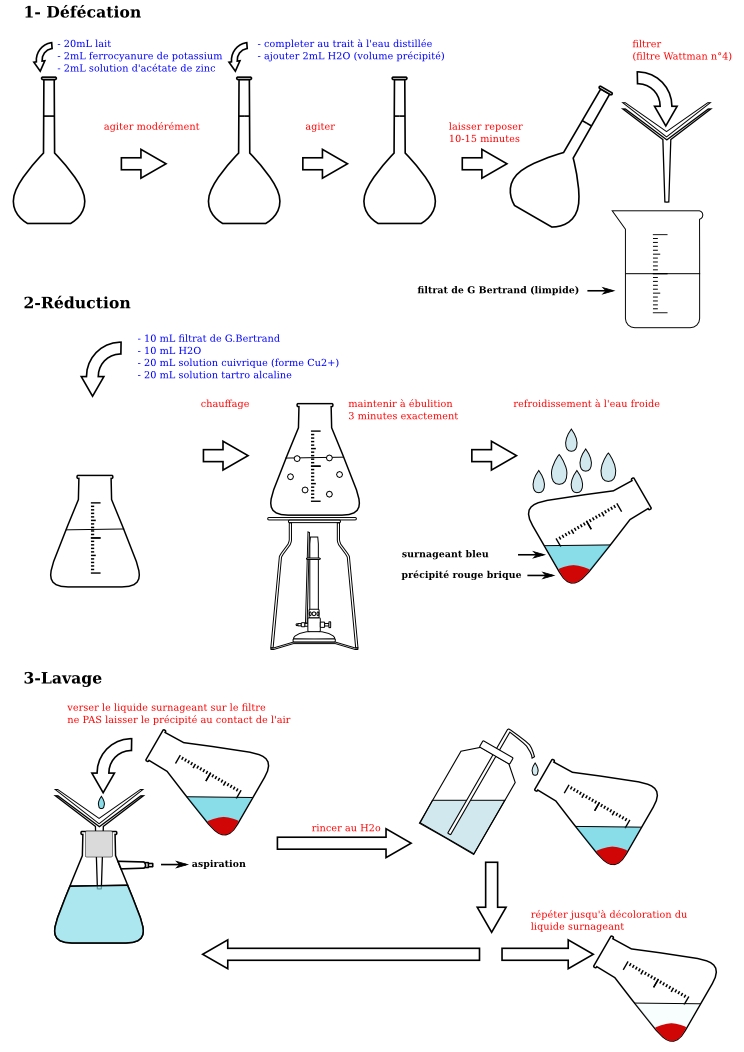 1- Défécation
- 20mL lait
- 2mL ferrocyanure de potassium
- 2mL solution d'acétate de zinc
- completer au trait à l'eau distillée
- ajouter 2mL H2O (volume précipité)
filtrer
(filtre Wattman n°4)
agiter modérément
agiter
laisser reposer
10-15 minutes
filtrat de G Bertrand (limpide)
2-Réduction
- 10 mL filtrat de G.Bertrand
- 10 mL H2O
- 20 mL solution cuivrique (forme Cu2+)
- 20 mL solution tartro alcaline
chauffage
maintenir à ébulition
3 minutes exactement
refroidissement à l'eau froide
surnageant bleu
précipité rouge brique
3-Lavage
verser le liquide surnageant sur le filtre
ne PAS laisser le précipité au contact de l'air
rincer au H2o
aspiration
répéter jusqu'à décoloration du
liquide surnageant